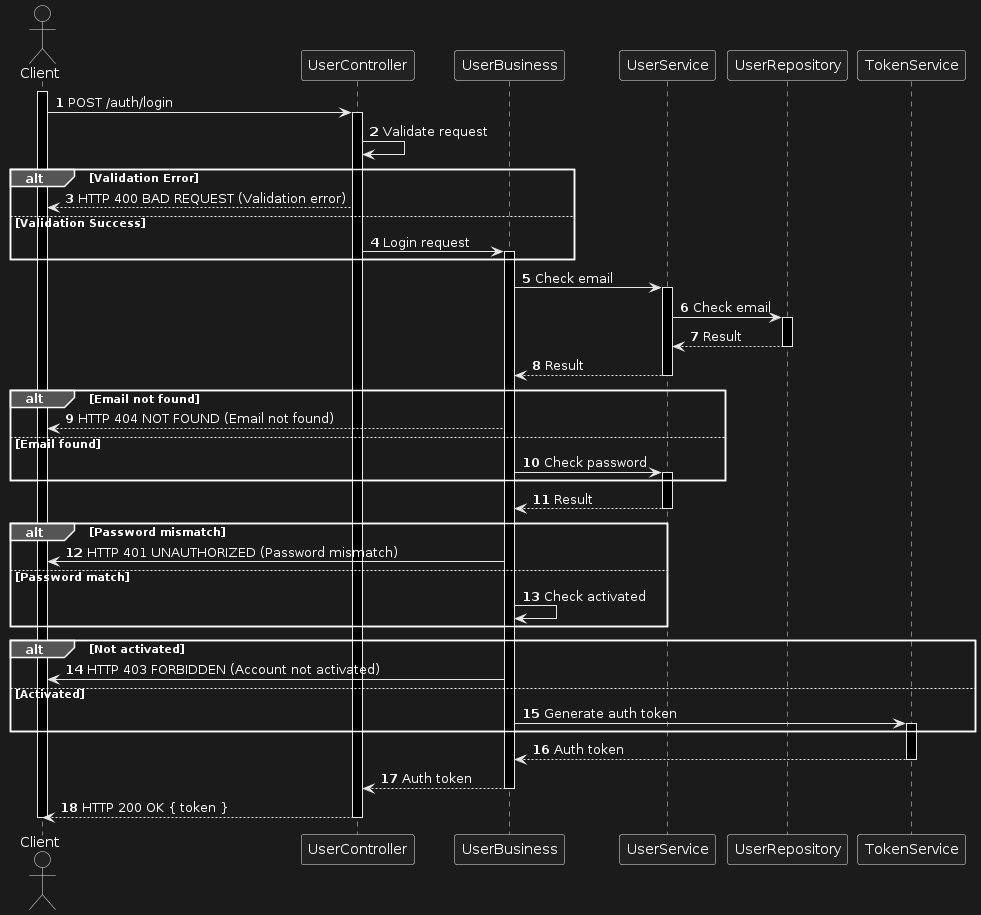 Client
UserController
UserBusiness
UserService
UserRepository
TokenService
1 POST /auth/login
2 Validate request
alt [Validation Error]
3 HTTP 400 BAD REQUEST (Validation error)
[Validation Success]
4 Login request
5 Check email
6 Check email
7 Result
8 Result
alt [Email not found]
9 HTTP 404 NOT FOUND (Email not found)
[Email found]
10 Check password
11 Result
alt [Password mismatch]
12 HTTP 401 UNAUTHORIZED (Password mismatch)
[Password match]
13 Check activated
alt [Not activated]
14 HTTP 403 FORBIDDEN (Account not activated)
[Activated]
15 Generate auth token
16 Auth token
17 Auth token
18 HTTP 200 OK { token }
Client
UserController
UserBusiness
UserService
UserRepository
TokenService